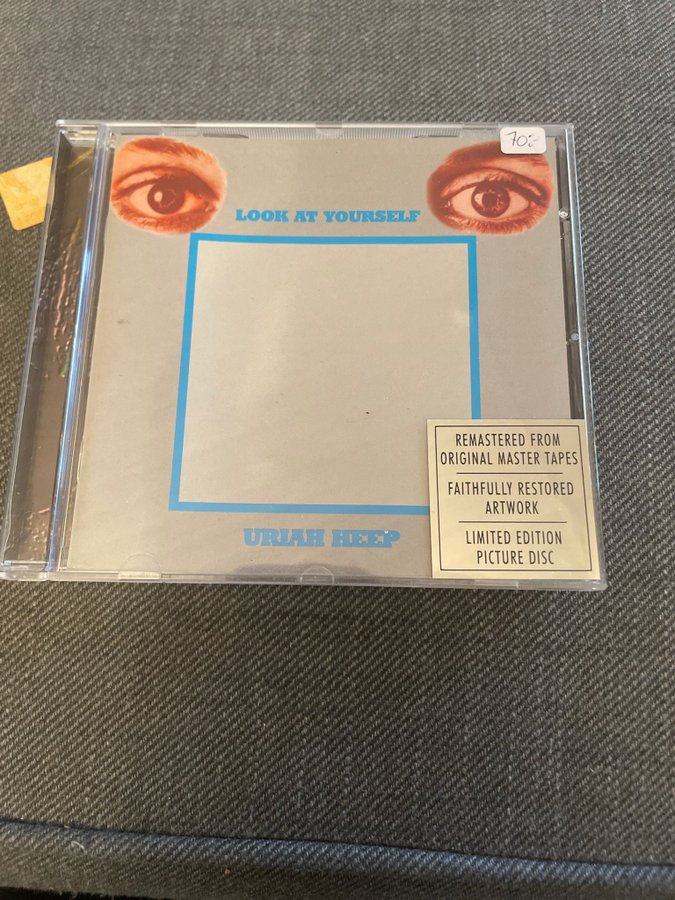 70:-
LOOK AT YOURSELF
REMASTERED FROM
ORIGINAL MASTER TAPES
FAITHFULLY RESTORED
ARTWORK
LIMITED EDITION
PICTURE DISC
URIAH HEEP